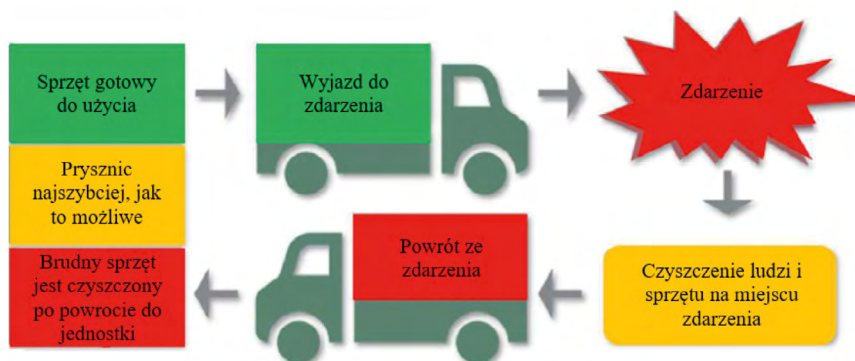 Sprzęt gotowy
do użycia
Wyjazd do
zdarzenia
Zdarzenie
Prysznic
najszybciej, jak
to możliwe
Brudny sprzęt
jest czyszczony
po powrocie do
jednostki
Powrót ze
zdarzenia
Czyszczenie ludzi i
sprzętu na miejscu
zdarzenia